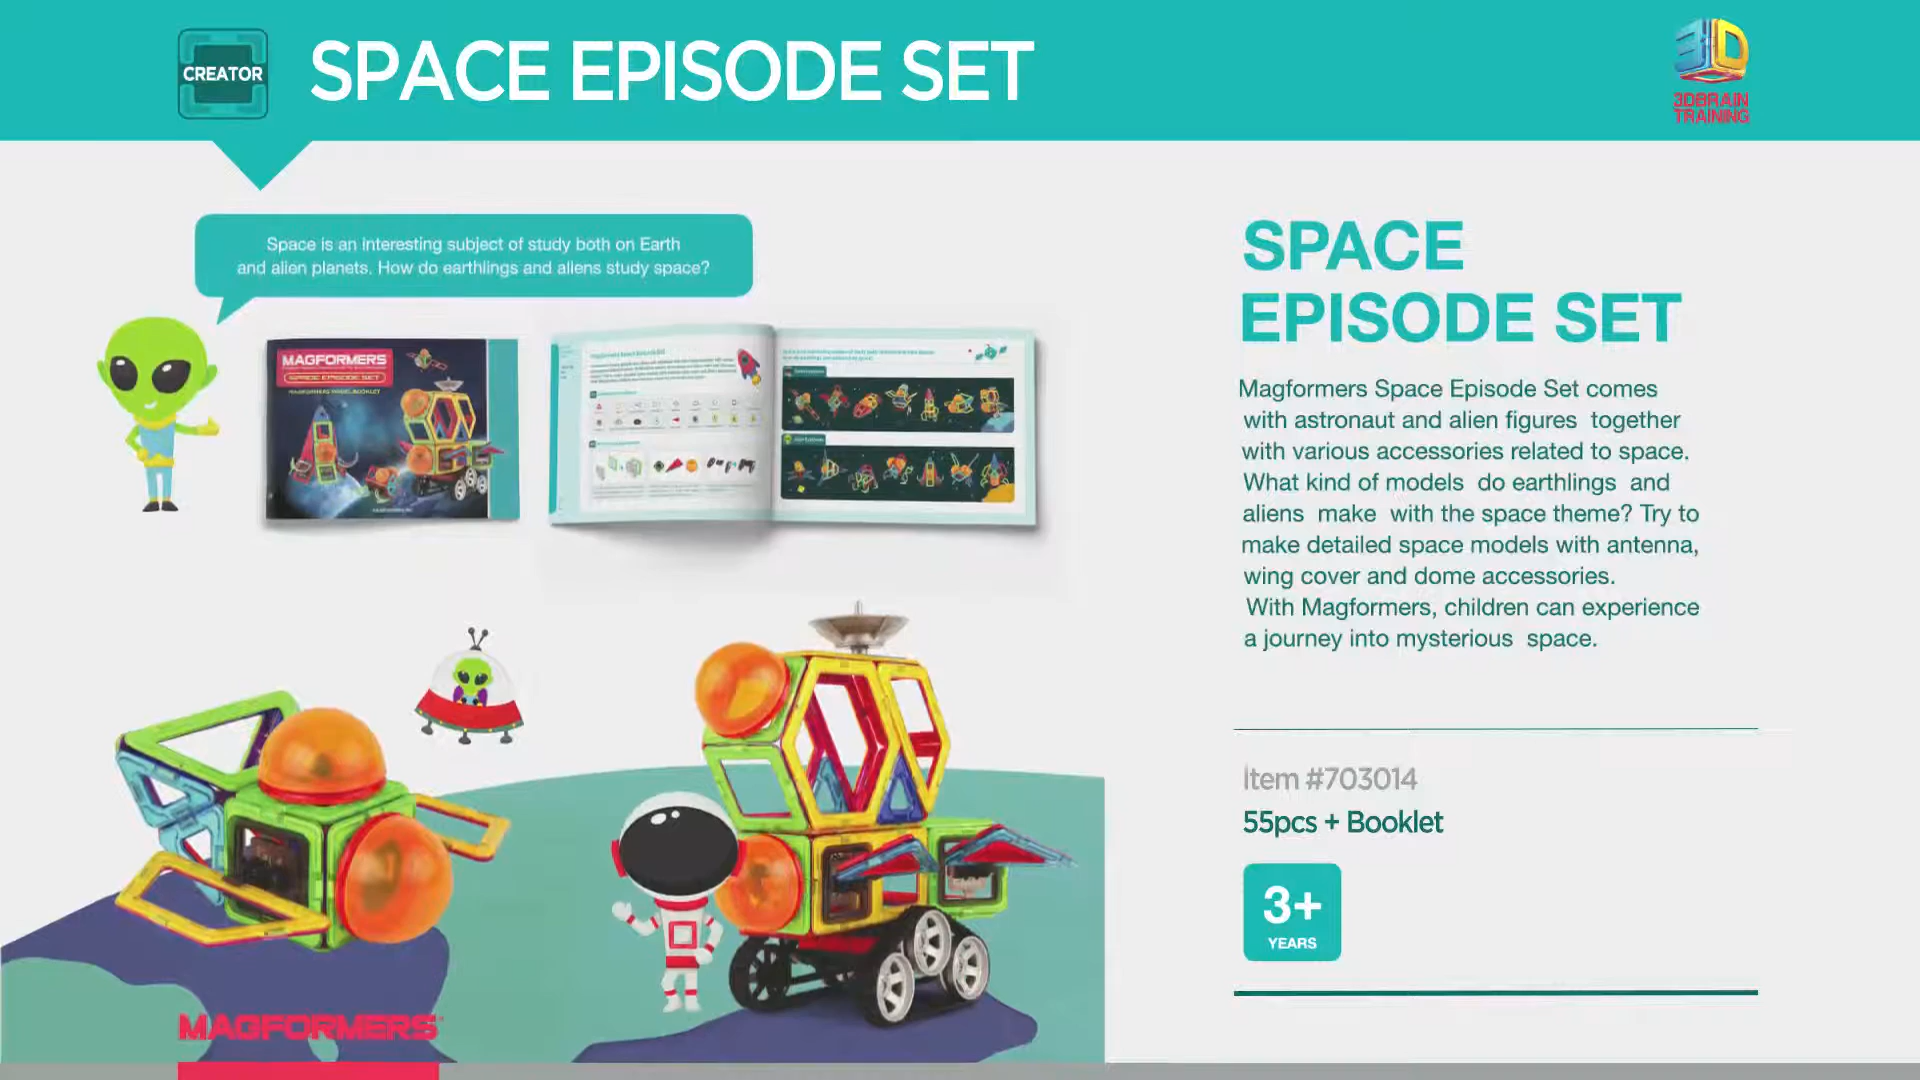 CREATOR
SPACE EPISODE SET
3DBRAIN
TRAINING
Space is an interesting subject of study both on Earth
and alien planets. How do earthlings and aliens study space?
MAGFORMERS
SPACE EPISODE SET
MAGFORMERS MODEL BOOKLET
SPACE
EPISODE SET
Magformers Space Episode Set comes
with astronaut and alien figures together
with various accessories related to space.
What kind of models do earthlings and
aliens make with the space theme? Try to
make detailed space models with antenna,
wing cover and dome accessories.
With Magformers, children can experience
a journey into mysterious space.
Item #703014
55pcs + Booklet
3+
YEARS
MAGFORMERS